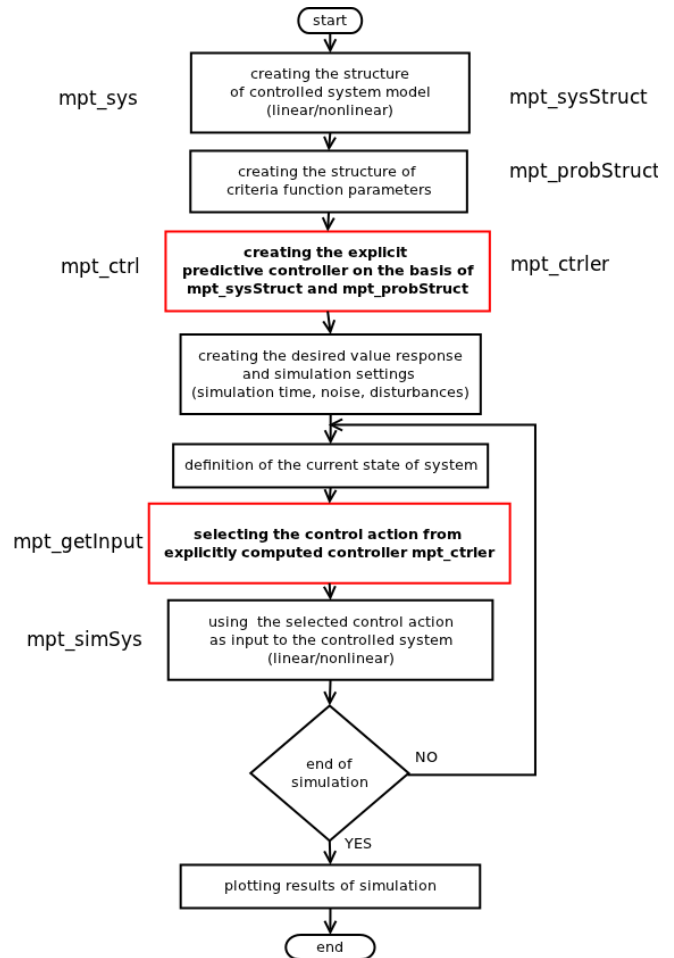 start
creating the structure
of controlled system model
(linear/nonlinear)
mpt_sys
mpt_sysStruct
creating the structure of
criteria function parameters
mpt_probStruct
creating the explicit
predictive controller on the basis of
mpt_sysStruct and mpt_probStruct
mpt_ctrl
mpt_ctrler
creating the desired value response
and simulation settings
(simulation time, noise, disturbances)
definition of the current state of system
mpt_getInput
selecting the control action from
explicitly computed controller mpt_ctrler
mpt_simSys
using the selected control action
as input to the controlled system
(linear/nonlinear)
end of
simulation
NO
YES
plotting results of simulation
end